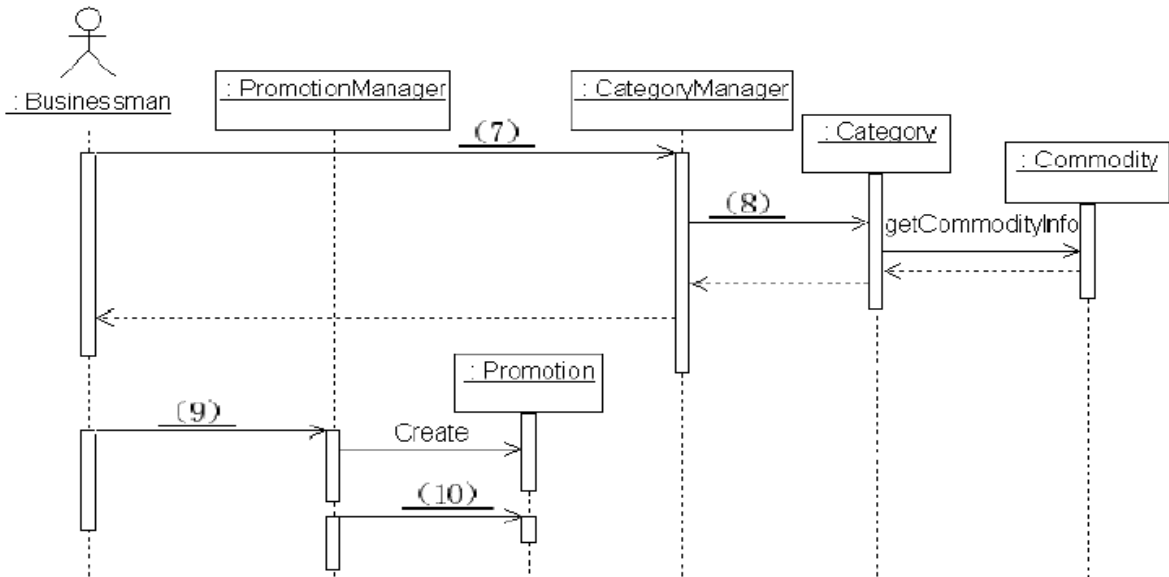 : Businessman
: PromotionManager
: CategoryManager
: Category
: Commodity
(7)
(8)
getCommodityInfo
: Promotion
(9)
Create
(10)